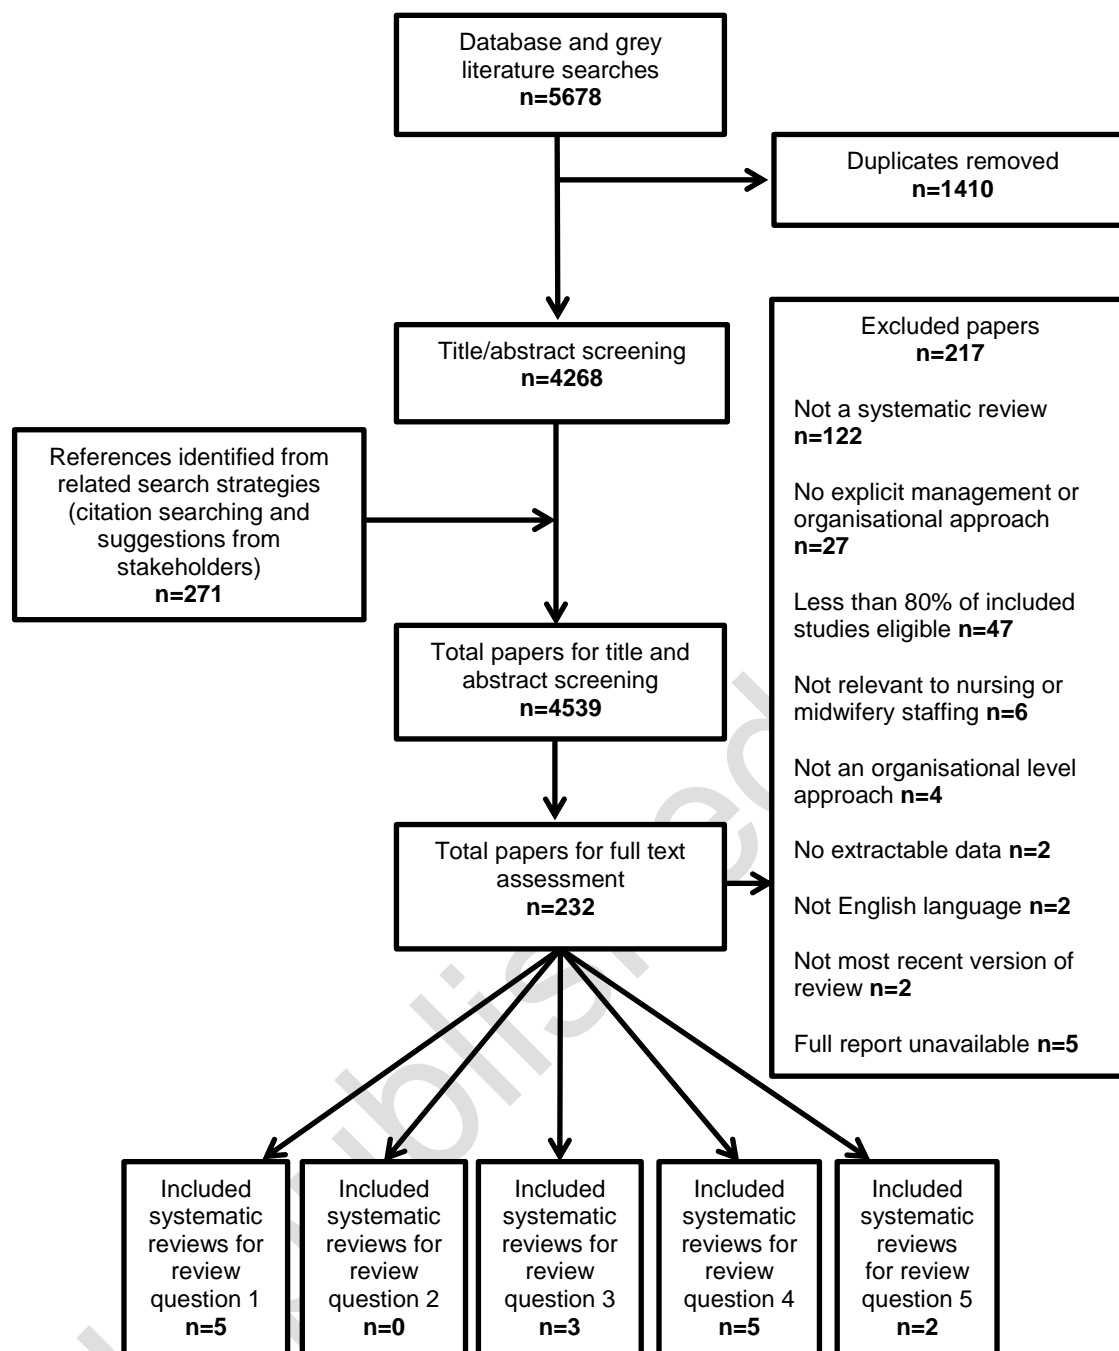 Database and grey
literature searches
n=5678
Duplicates removed
n=1410
Title/abstract screening
n=4268
Excluded papers
n=217
Not a systematic review
n=122
No explicit management or
organisational approach
n=27
Less than 80% of included
studies eligible n=47
Not relevant to nursing or
midwifery staffing n=6
Not an organisational level
approach n=4
No extractable data n=2
Not English language n=2
Not most recent version of
review n=2
Full report unavailable n=5
References identified from
related search strategies
(citation searching and
suggestions from
stakeholders)
n=271
Total papers for title and
abstract screening
n=4539
Total papers for full text
assessment
n=232
Included
systematic
reviews for
review
question 1
n=5
Included
systematic
reviews for
review
question 2
n=0
Included
systematic
reviews for
review
question 3
n=3
Included
systematic
reviews for
review
question 4
n=5
Included
systematic
reviews
for review
question 5
n=2